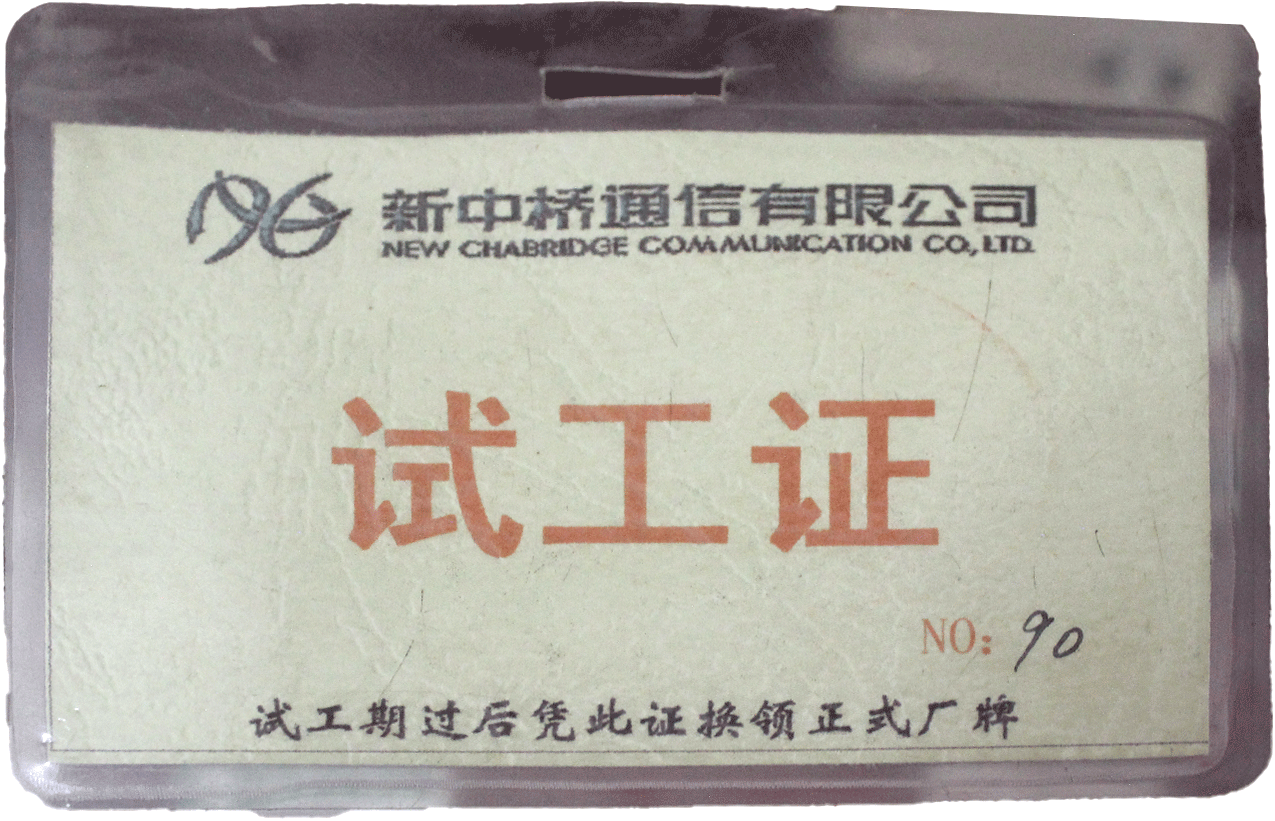 新中桥通信有限公司
NEW CHABRIDGE COMMUNICATION CO., LTD.
试工证
NO: 90
试工期过后凭此证换领正式厂牌